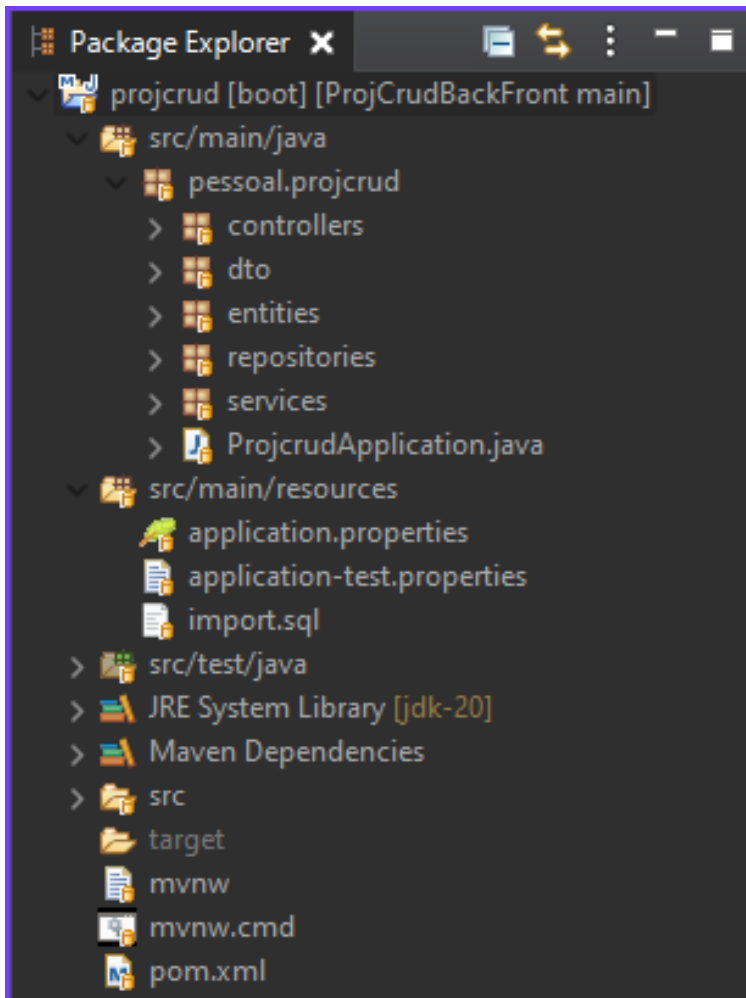 Package Explorer
projcrud [boot] [ProjCrudBackFront main]
src/main/java
pessoal.projcrud
controllers
dto
entities
repositories
services
ProjcrudApplication.java
src/main/resources
application.properties
application-test.properties
import.sql
src/test/java
JRE System Library [jdk-20]
Maven Dependencies
src
target
mvnw
mvnw.cmd
pom.xml